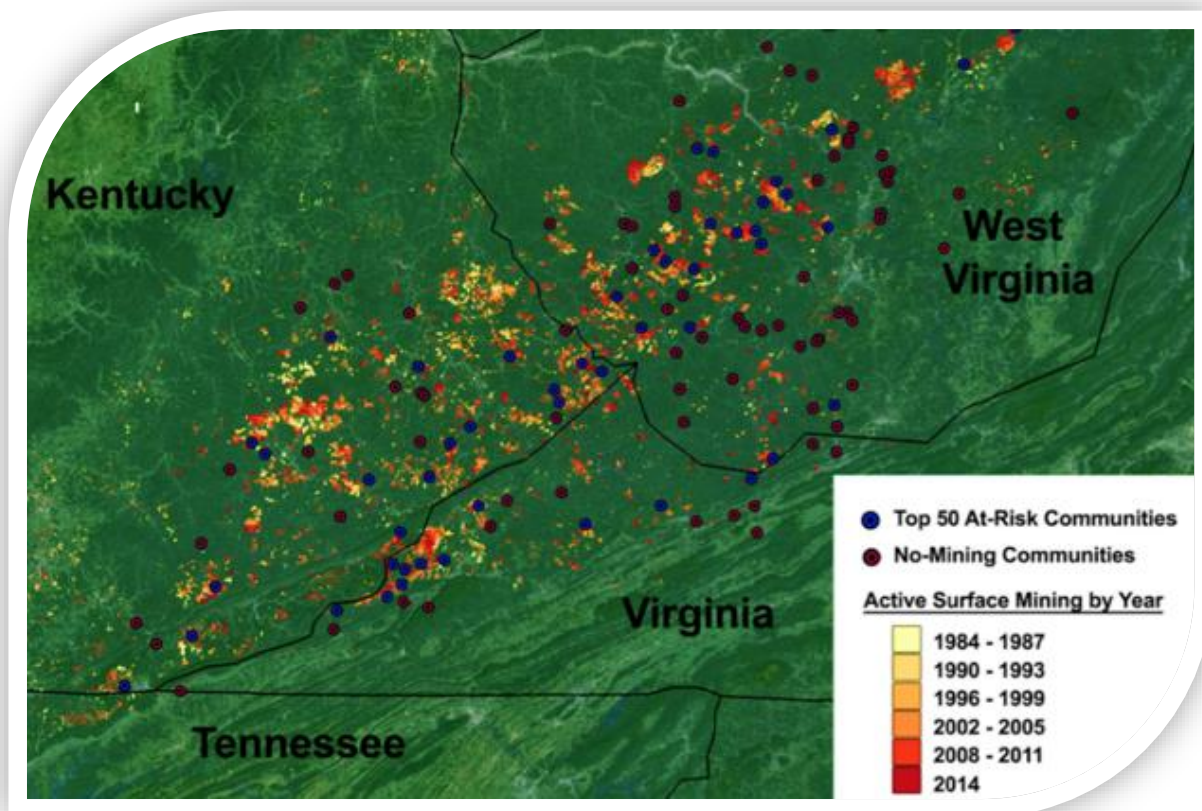 Kentucky
West
Virginia
Virginia
Tennessee
Top 50 At-Risk Communities
No-Mining Communities
Active Surface Mining by Year
1984 - 1987
1990 - 1993
1996 - 1999
2002 - 2005
2008 - 2011
2014